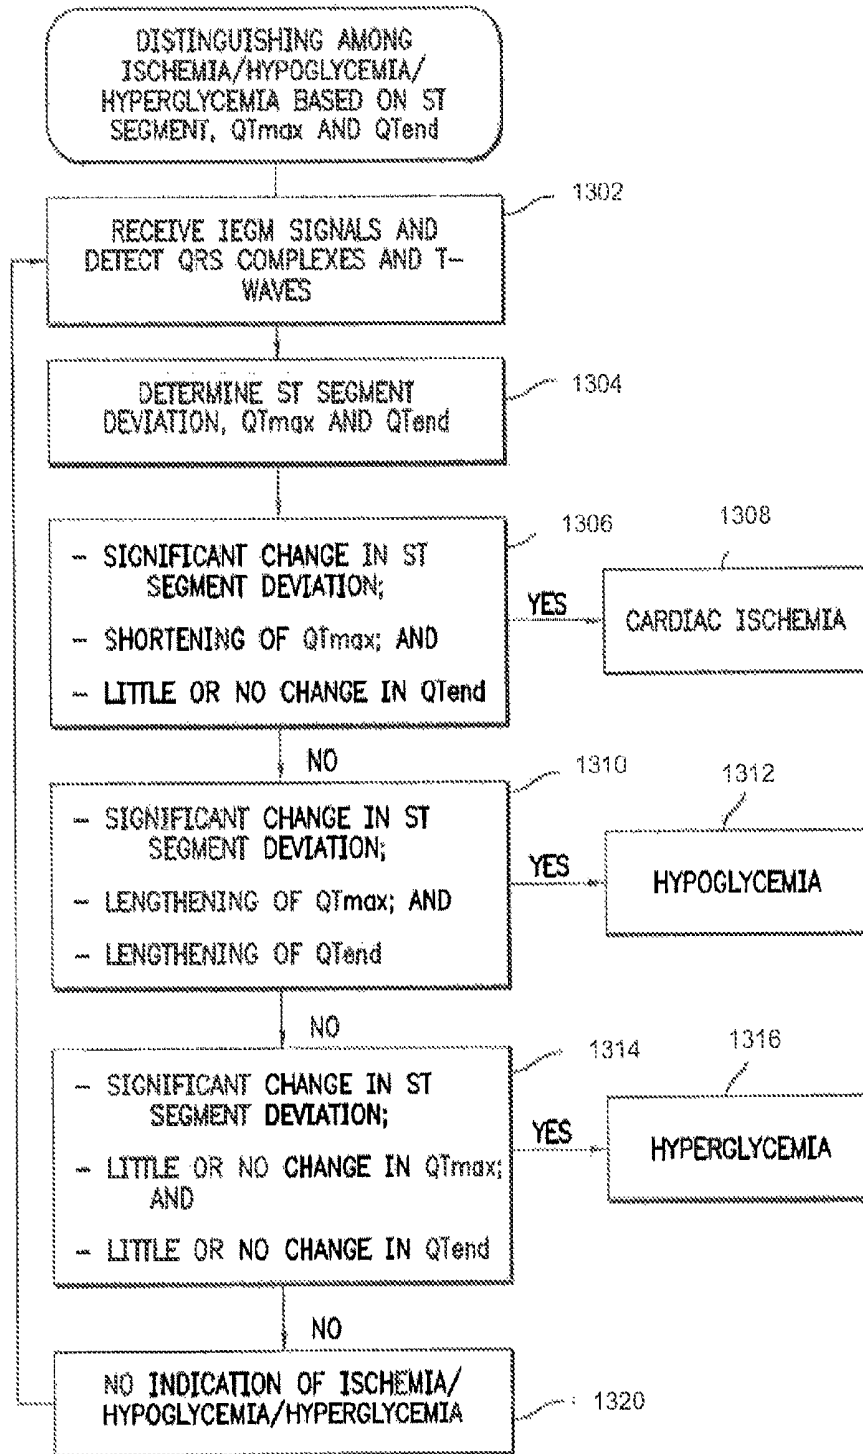 DISTINGUISHING AMONG
ISCHEMIA/HYPOGLYCEMIA/
HYPERGLYCEMIA BASED ON ST
SEGMENT, QTmax AND QTend
1302
RECEIVE IEGM SIGNALS AND
DETECT QRS COMPLEXES AND T-
WAVES
1304
DETERMINE ST SEGMENT
DEVIATION, QTmax AND QTend
1306
- SIGNIFICANT CHANGE IN ST
SEGMENT DEVIATION;
- SHORTENING OF QTmax; AND
- LITTLE OR NO CHANGE IN QTend
YES
1308
CARDIAC ISCHEMIA
NO
1310
- SIGNIFICANT CHANGE IN ST
SEGMENT DEVIATION;
- LENGTHENING OF QTmax; AND
- LENGTHENING OF QTend
YES
1312
HYPOGLYCEMIA
NO
1314
- SIGNIFICANT CHANGE IN ST
SEGMENT DEVIATION;
- LITTLE OR NO CHANGE IN QTmax;
AND
- LITTLE OR NO CHANGE IN QTend
YES
1316
HYPERGLYCEMIA
NO
NO INDICATION OF ISCHEMIA/
HYPOGLYCEMIA/HYPERGLYCEMIA
1320